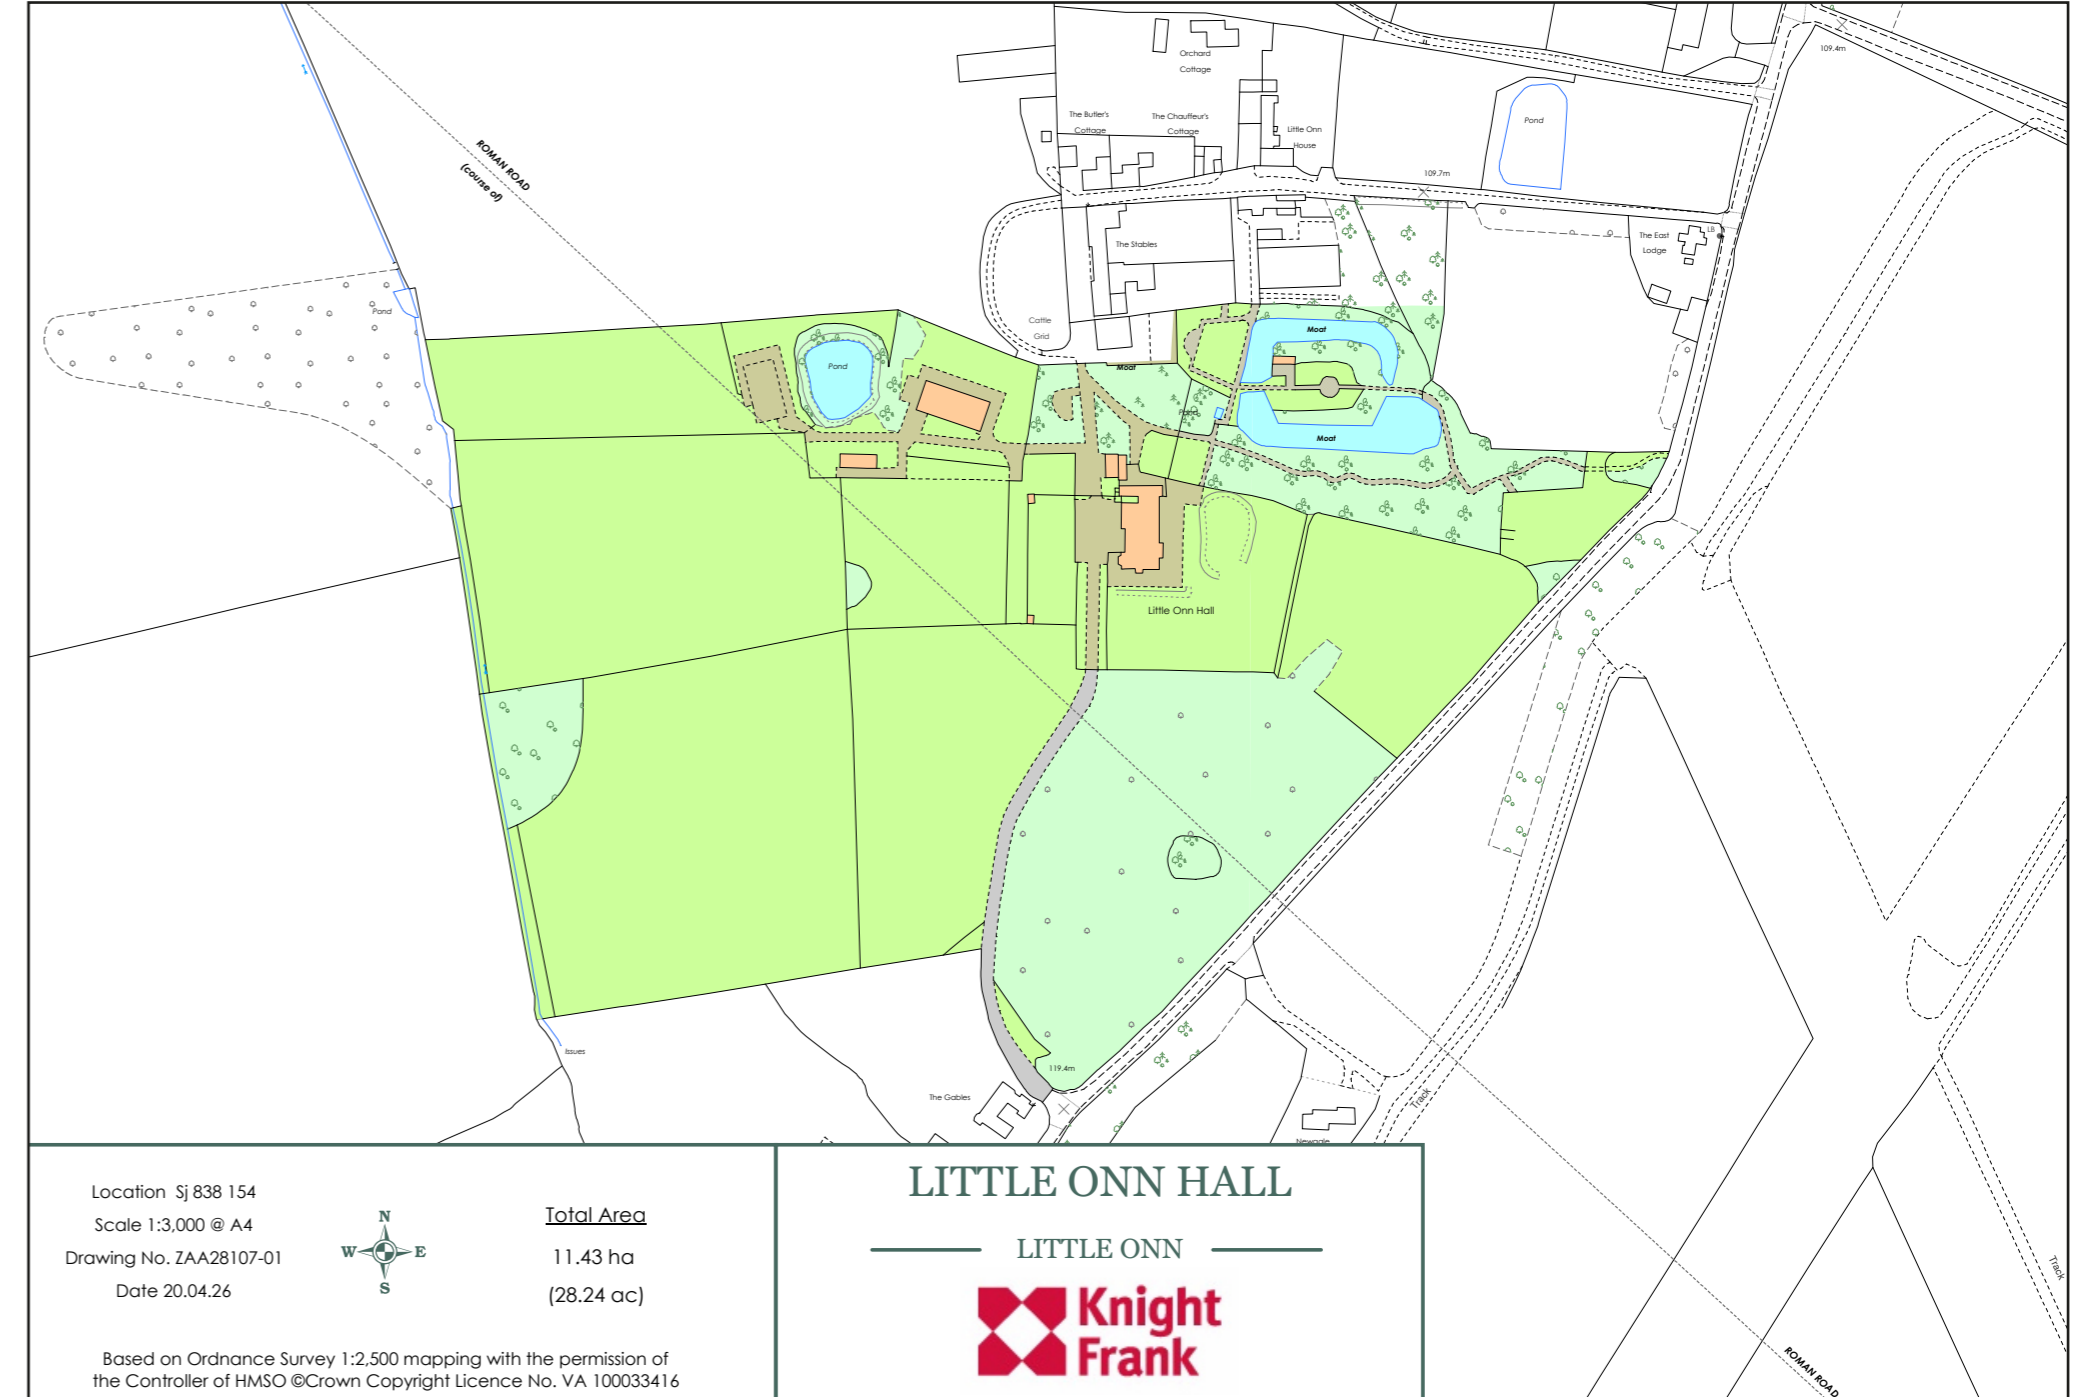 109.4m
Orchard
Cottage
The Butler's
Cottage
The Chauffeur's
Cottage
Little Onn
House
Pond
ROMAN ROAD
(course of)
109.7m
The Stables
The East
Lodge
LB
Pond
Cattle
Grid
Moat
Pond
Moat
Pond
Moat
Little Onn Hall
Issues
119.4m
The Gables
Track
Track
ROMAN ROAD
Location Sj 838 154
Scale 1:3,000 @ A4
Drawing No. ZAA28107-01
Date 20.04.26
N
W E
S
Total Area
11.43 ha
(28.24 ac)
Based on Ordnance Survey 1:2,500 mapping with the permission of
the Controller of HMSO ©Crown Copyright Licence No. VA 100033416
LITTLE ONN HALL
LITTLE ONN
Knight
Frank